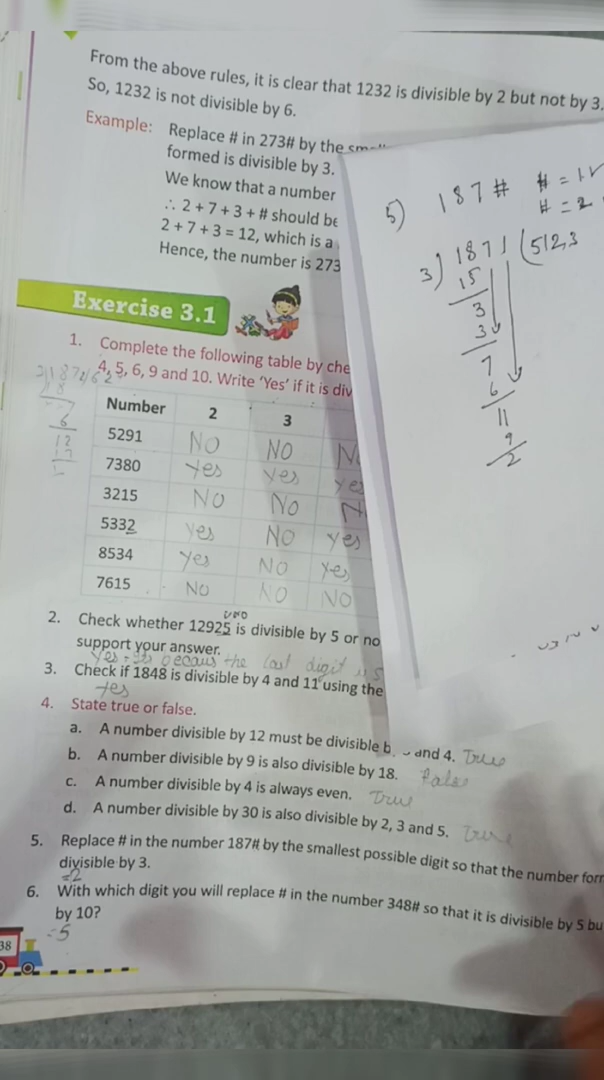 From the above rules, it is clear that 1232 is divisible by 2 but not by 3.
So, 1232 is not divisible by 6.
Example: Replace # in 273# by the
formed is divisible by 3.
We know that a number
∴ 2 + 7 + 3 + # should be
2 + 7 + 3 = 12, which is a
Hence, the number is 273
5) 187# # =
# = 2
3) 1871 (512,3
15
3
3
7
6
11
9
2
Exercise 3.1
1. Complete the following table by che
4, 5, 6, 9 and 10. Write 'Yes' if it is div
Number 2 3
5291 NO NO N
7380 Yes Yes yes
3215 NO No N
5332 Yes NO yes
8534 Yes NO Yes
7615 NO NO NO
2. Check whether 12925 is divisible by 5 or no
support your answer.
Yes the last digit is 5
3. Check if 1848 is divisible by 4 and 11 using the
yes
4. State true or false.
a. A number divisible by 12 must be divisible b and 4. True
b. A number divisible by 9 is also divisible by 18. False
c. A number divisible by 4 is always even. True
d. A number divisible by 30 is also divisible by 2, 3 and 5. True
5. Replace # in the number 187# by the smallest possible digit so that the number form
divisible by 3.
=2
6. With which digit you will replace # in the number 348# so that it is divisible by 5 bu
by 10?
=5
38